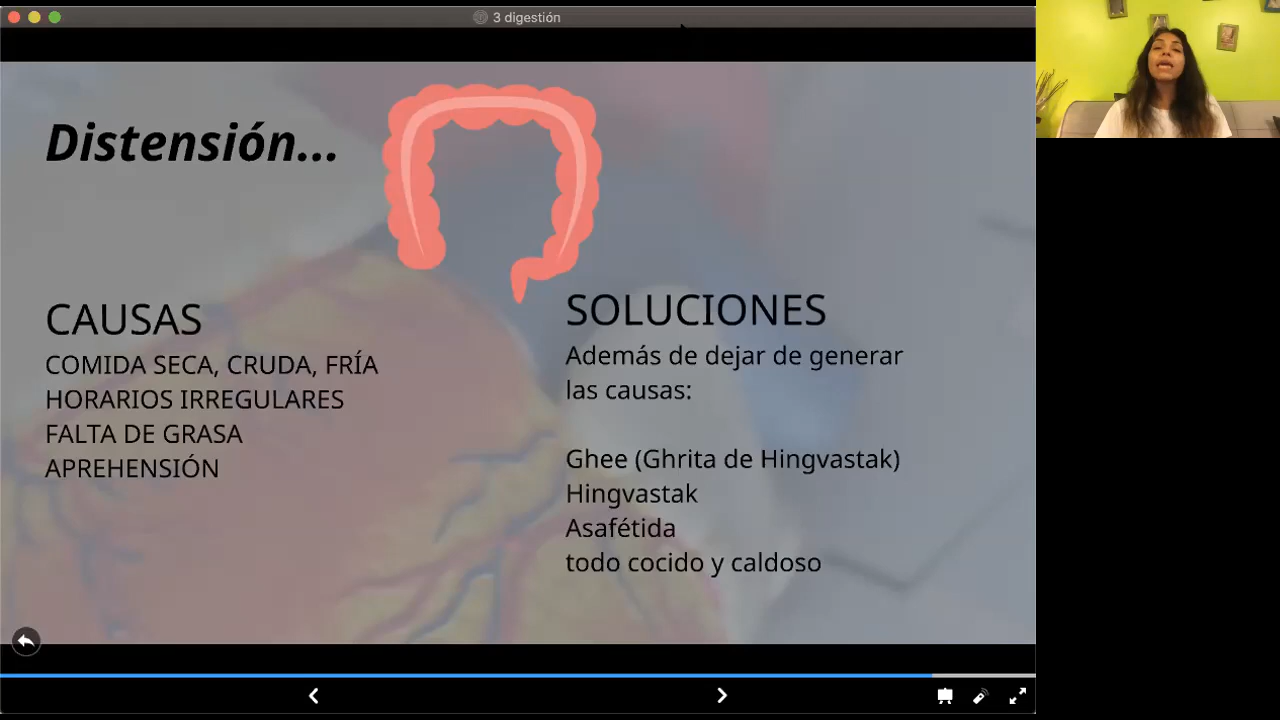 3 digestión
Distensión...
CAUSAS
COMIDA SECA, CRUDA, FRÍA
HORARIOS IRREGULARES
FALTA DE GRASA
APREHENSIÓN
SOLUCIONES
Además de dejar de generar
las causas:
Ghee (Ghrita de Hingvastak)
Hingvastak
Asafétida
todo cocido y caldoso